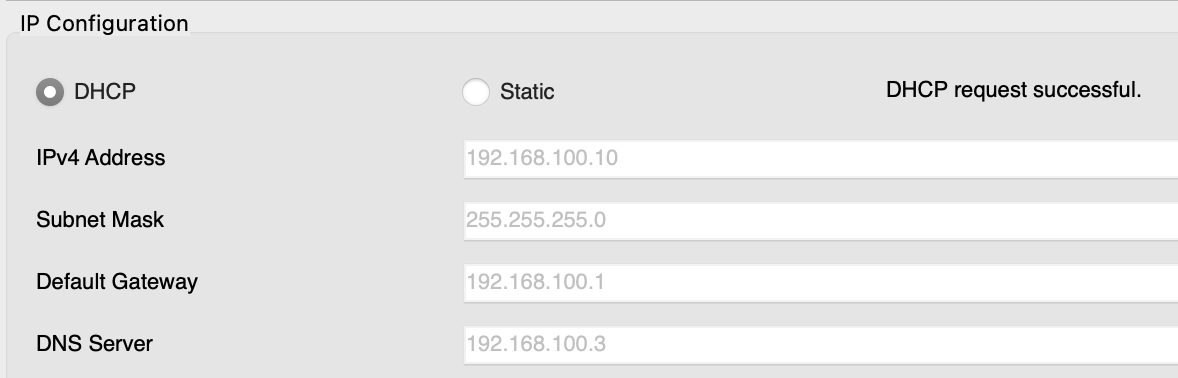 IP Configuration
DHCP Static DHCP request successful.
IPv4 Address 192.168.100.10
Subnet Mask 255.255.255.0
Default Gateway 192.168.100.1
DNS Server 192.168.100.3